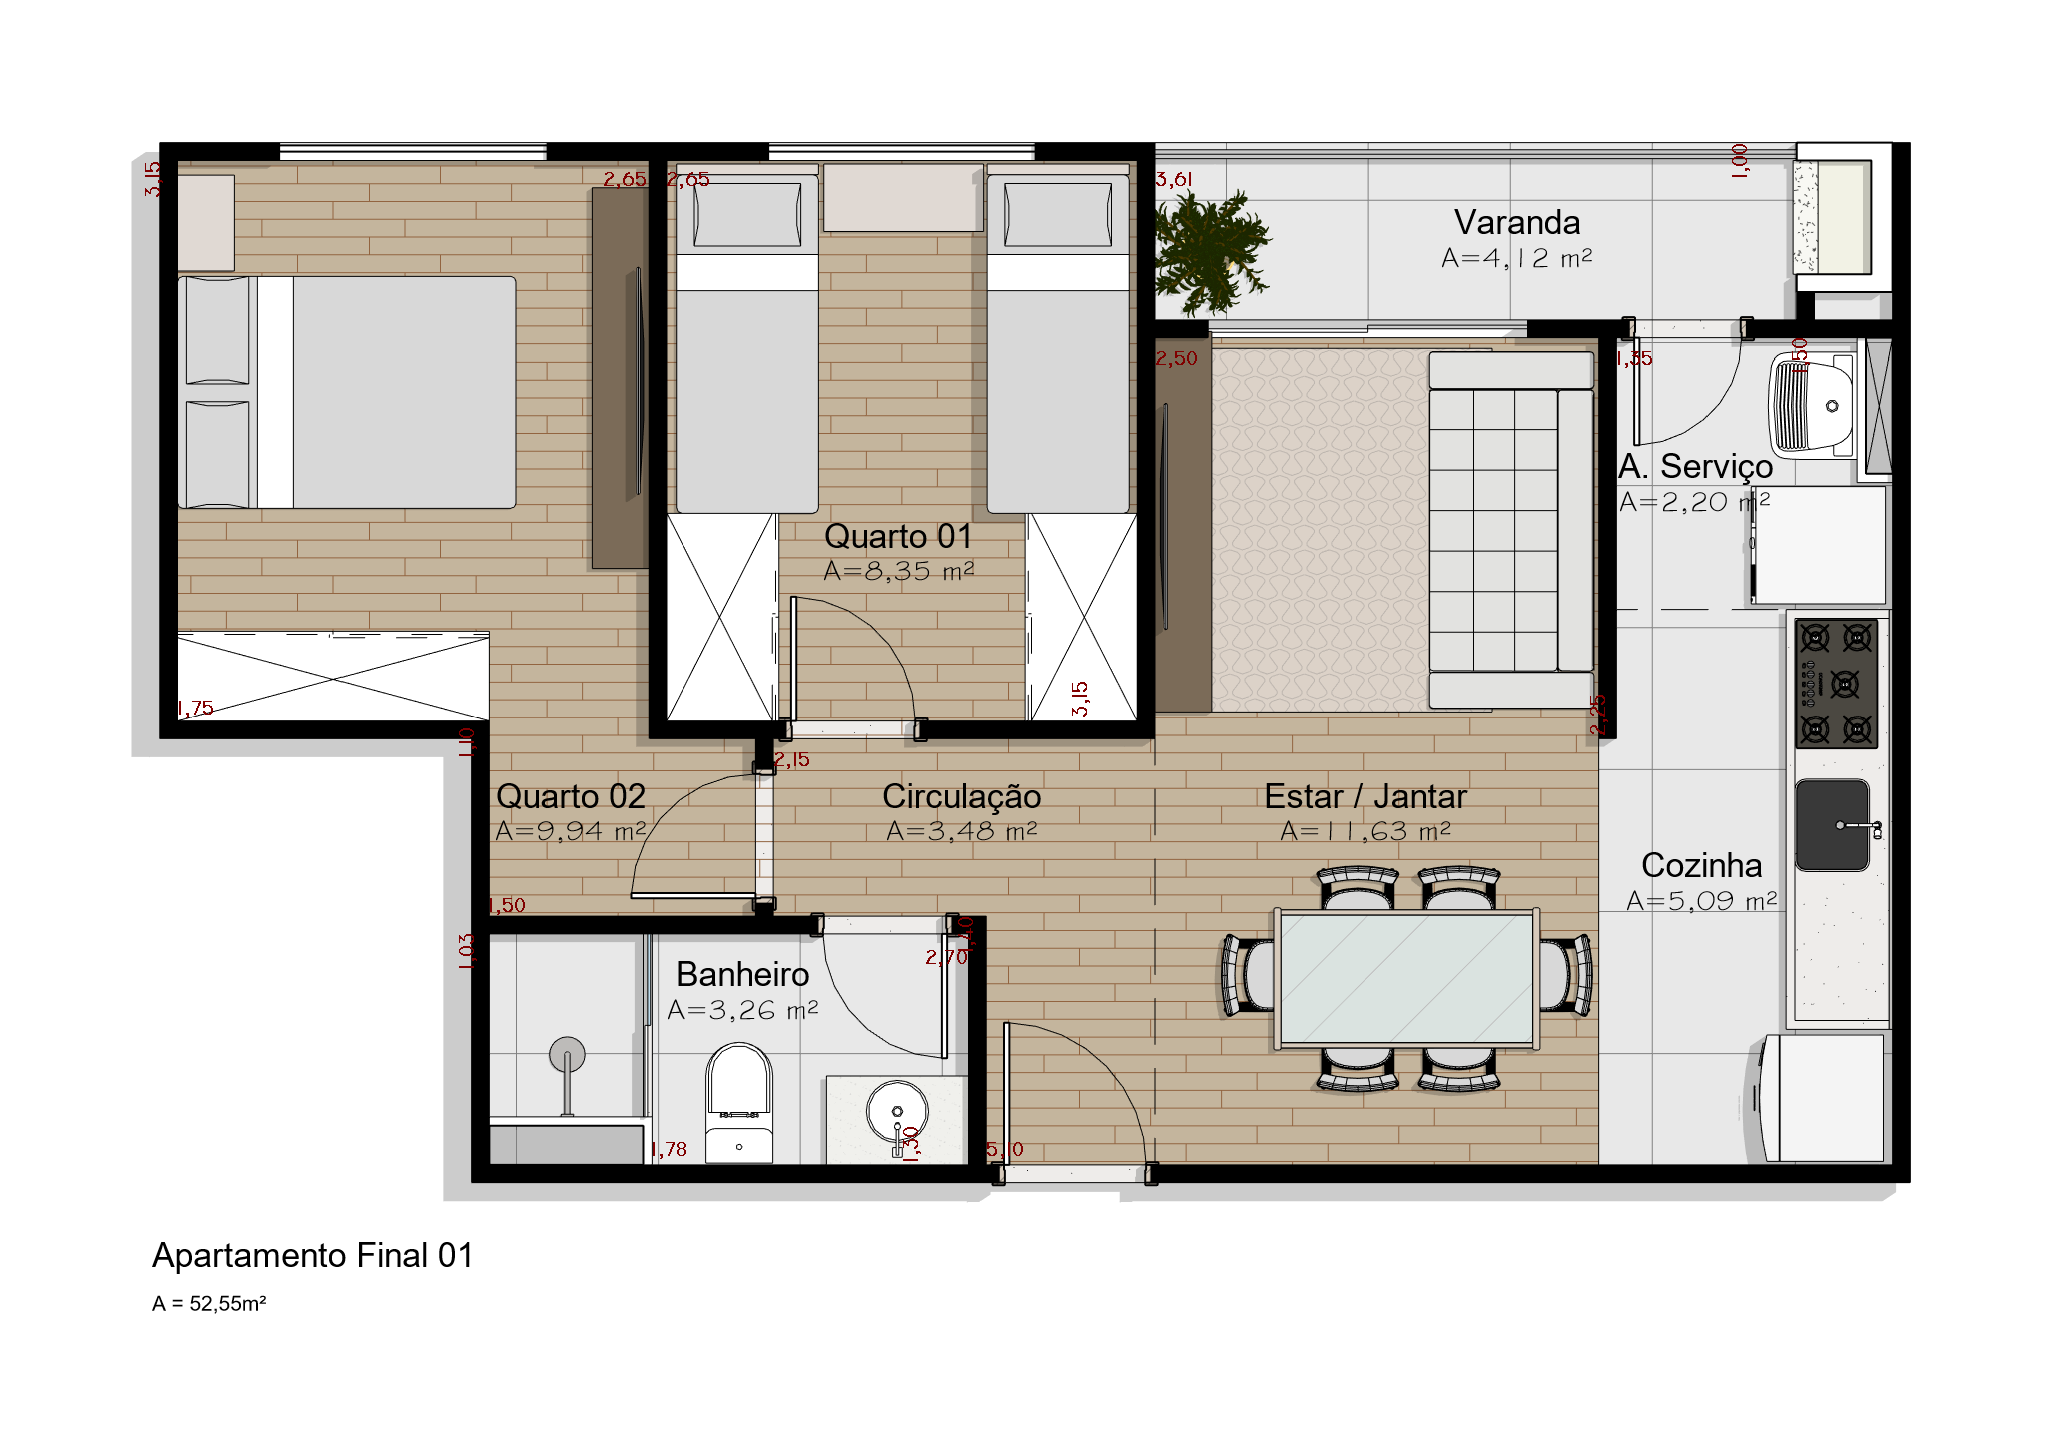 3,15
2,65
2,65
3,61
1,00
Varanda
A=4,12 m²
2,50
1,35
1,50
A. Serviço
A=2,20 m²
Quarto 01
A=8,35 m²
3,15
2,25
1,75
1,10
2,15
Quarto 02
A=9,94 m²
Circulação
A=3,48 m²
Estar / Jantar
A=11,63 m²
Cozinha
A=5,09 m²
1,50
1,03
2,70
Banheiro
A=3,26 m²
1,78
1,30
5,10
Apartamento Final 01
A = 52,55m²